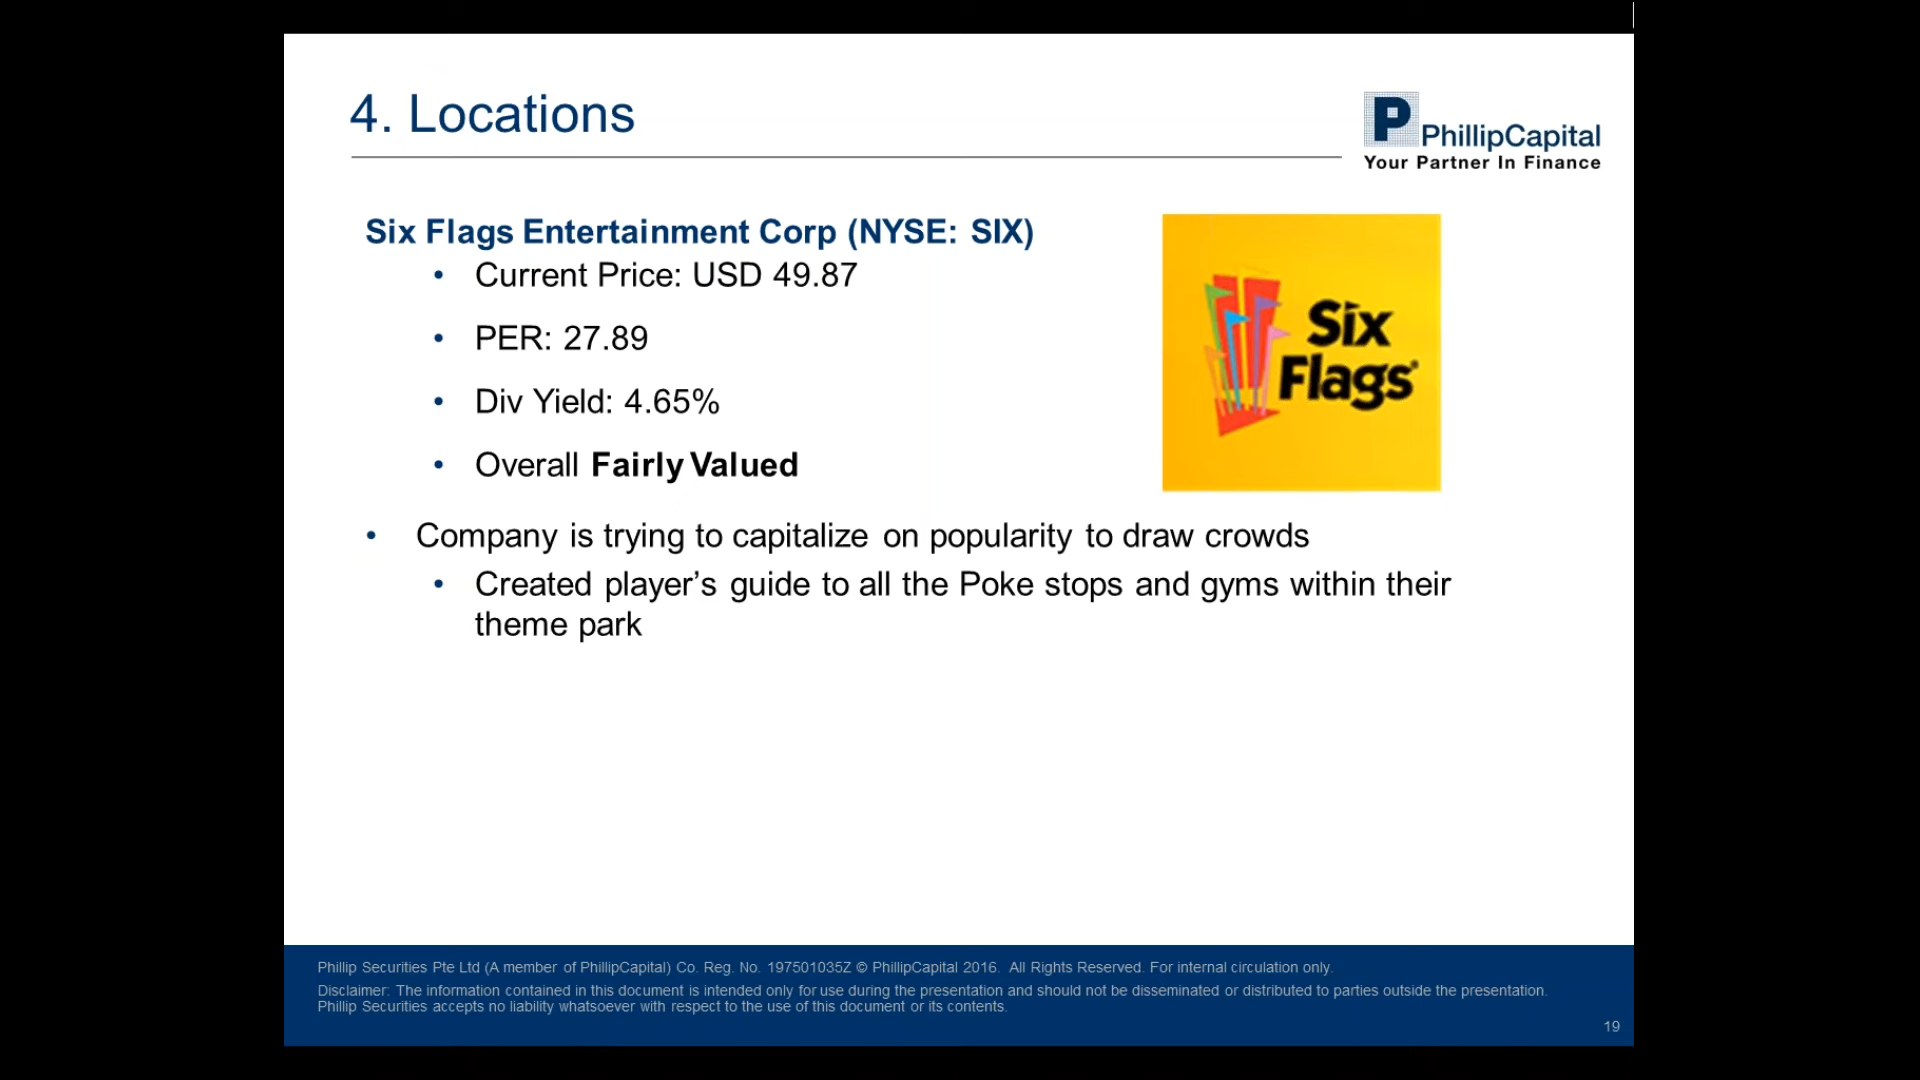 4. Locations
P PhillipCapital
Your Partner In Finance
Six Flags Entertainment Corp (NYSE: SIX)
• Current Price: USD 49.87
• PER: 27.89
• Div Yield: 4.65%
• Overall Fairly Valued
Six
Flags
• Company is trying to capitalize on popularity to draw crowds
• Created player’s guide to all the Poke stops and gyms within their
theme park
Phillip Securities Pte Ltd (A member of PhillipCapital) Co. Reg. No. 197501035Z © PhillipCapital 2016. All Rights Reserved. For internal circulation only.
Disclaimer: The information contained in this document is intended only for use during the presentation and should not be disseminated or distributed to parties outside the presentation.
Phillip Securities accepts no liability whatsoever with respect to the use of this document or its contents.
19